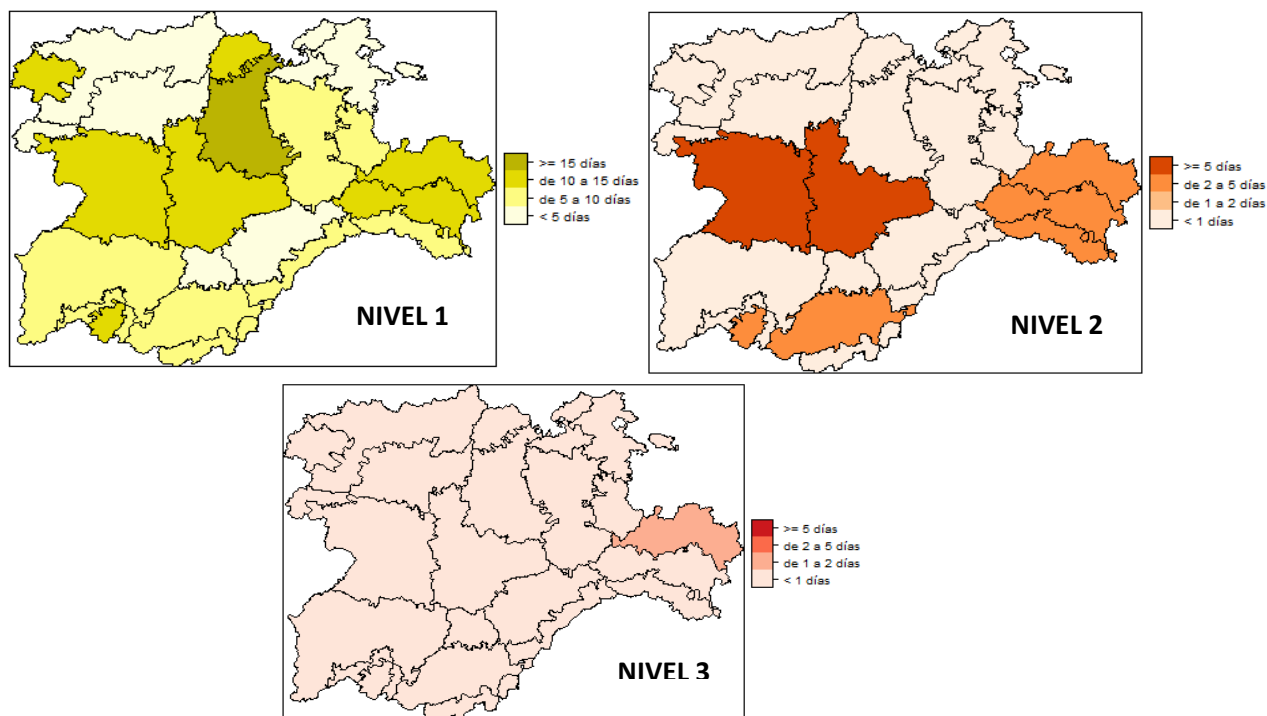 >= 15 días
de 10 a 15 días
de 5 a 10 días
< 5 días
NIVEL 1
>= 5 días
de 2 a 5 días
de 1 a 2 días
< 1 días
NIVEL 2
>= 5 días
de 2 a 5 días
de 1 a 2 días
< 1 días
NIVEL 3